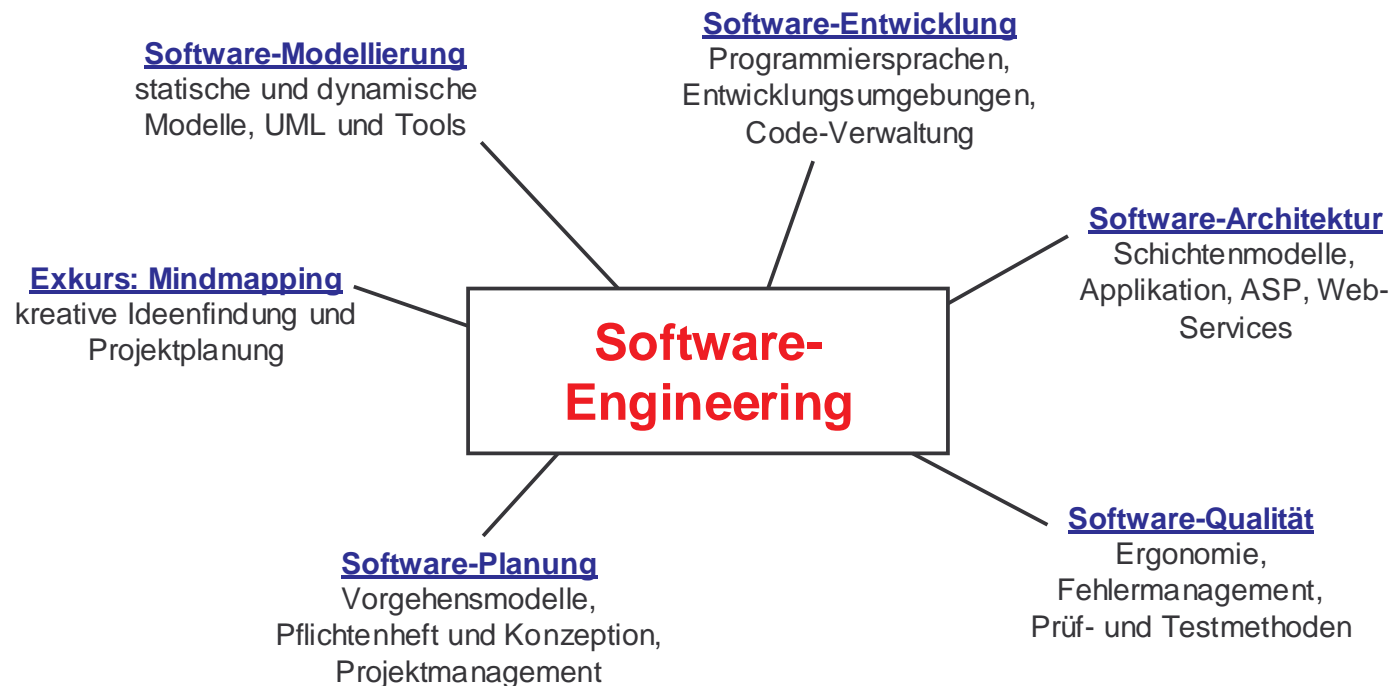 Software-Entwicklung
Programmiersprachen,
Entwicklungsumgebungen,
Code-Verwaltung
Software-Modellierung
statische und dynamische
Modelle, UML und Tools
Software-Architektur
Schichtenmodelle,
Applikation, ASP, Web-
Services
Exkurs: Mindmapping
kreative Ideenfindung und
Projektplanung
Software-
Engineering
Software-Qualität
Ergonomie,
Fehlermanagement,
Prüf- und Testmethoden
Software-Planung
Vorgehensmodelle,
Pflichtenheft und Konzeption,
Projektmanagement